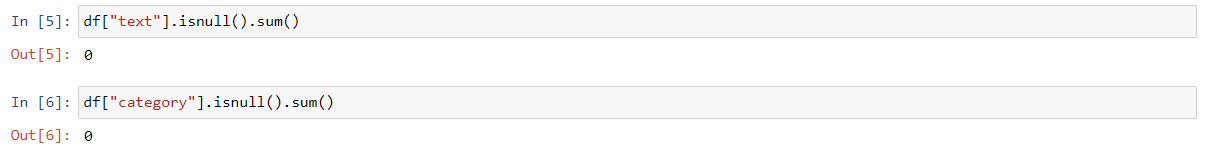 In [5]: df["text"].isnull().sum()
Out[5]: 0
In [6]: df["category"].isnull().sum()
Out[6]: 0